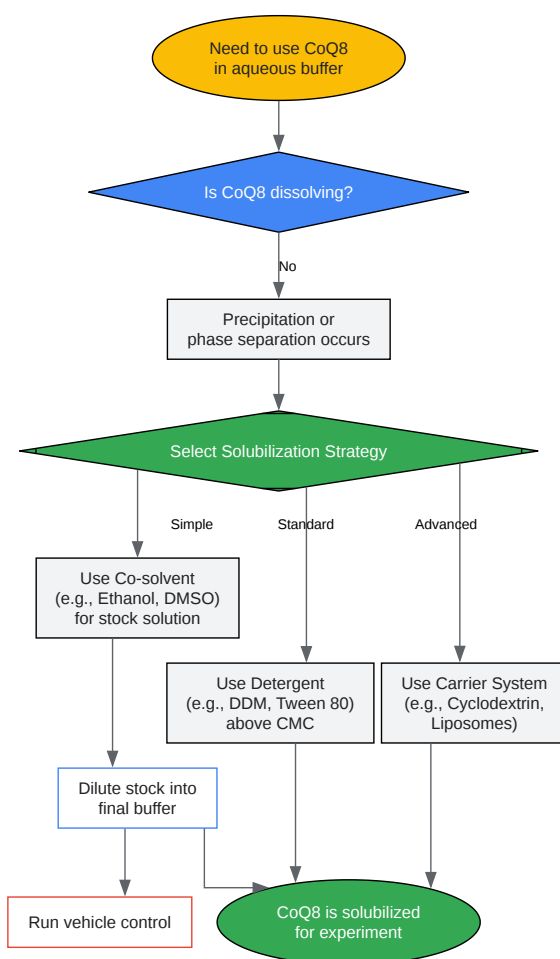 Need to use CoQ8
in aqueous buffer
Is CoQ8 dissolving?
No
Precipitation or
phase separation occurs
Select Solubilization Strategy
Simple
Standard
Advanced
Use Co-solvent
(e.g., Ethanol, DMSO)
for stock solution
Use Detergent
(e.g., DDM, Tween 80)
above CMC
Use Carrier System
(e.g., Cyclodextrin,
Liposomes)
Dilute stock into
final buffer
Run vehicle control
CoQ8 is solubilized
for experiment